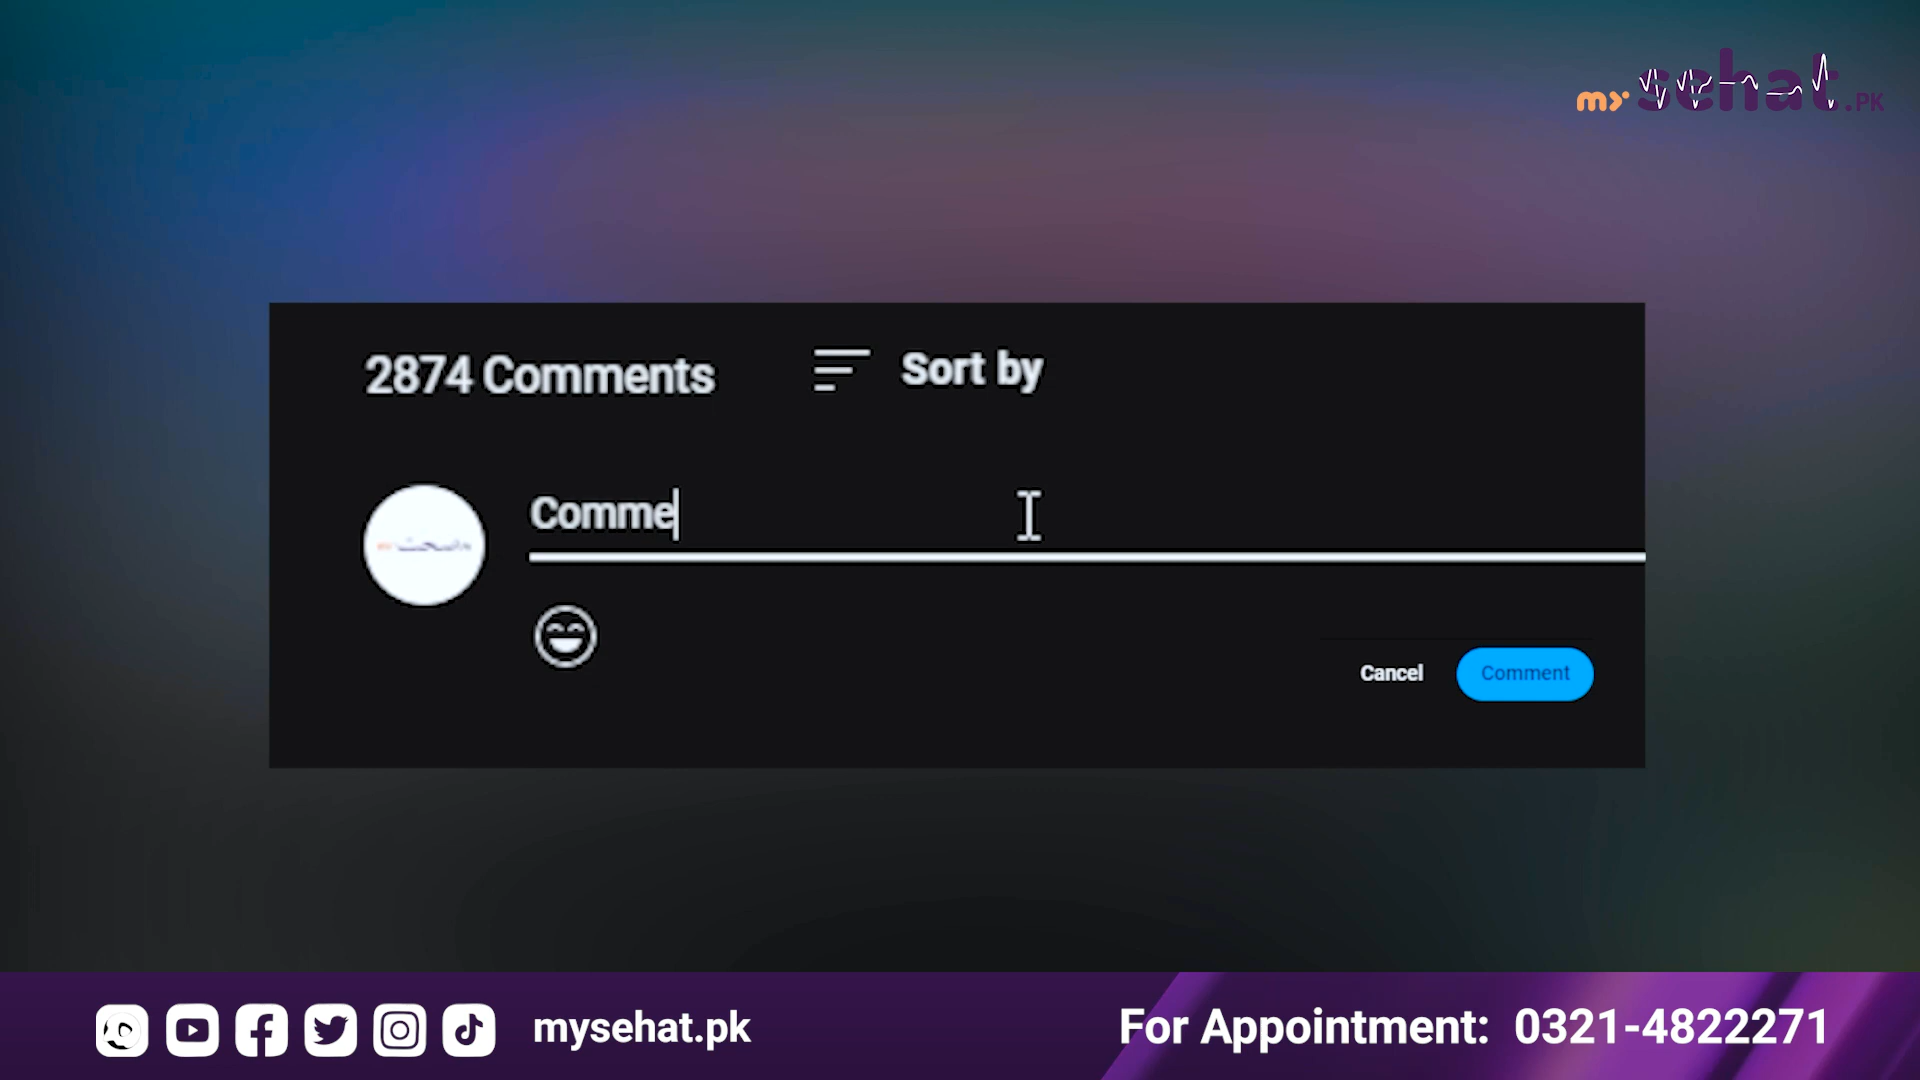 my sehat.PK
2874 Comments
Sort by
Comme
Cancel
Comment
mysehat.pk
For Appointment: 0321-4822271